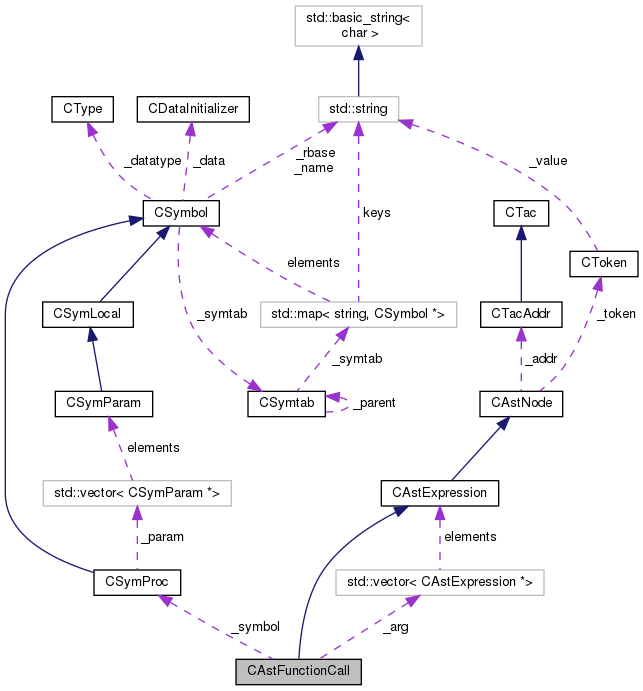 std::basic_string<
char >
CType
CDataInitializer
std::string
_datatype
_data
_rbase
_name
_value
keys
CSymbol
CTac
CToken
elements
CSymLocal
_symtab
std::map< string, CSymbol *>
CTacAddr
_token
_symtab
_addr
CSymParam
CSymtab
_parent
CAstNode
elements
std::vector< CSymParam *>
CAstExpression
_param
elements
CSymProc
std::vector< CAstExpression *>
_symbol
_arg
CAstFunctionCall